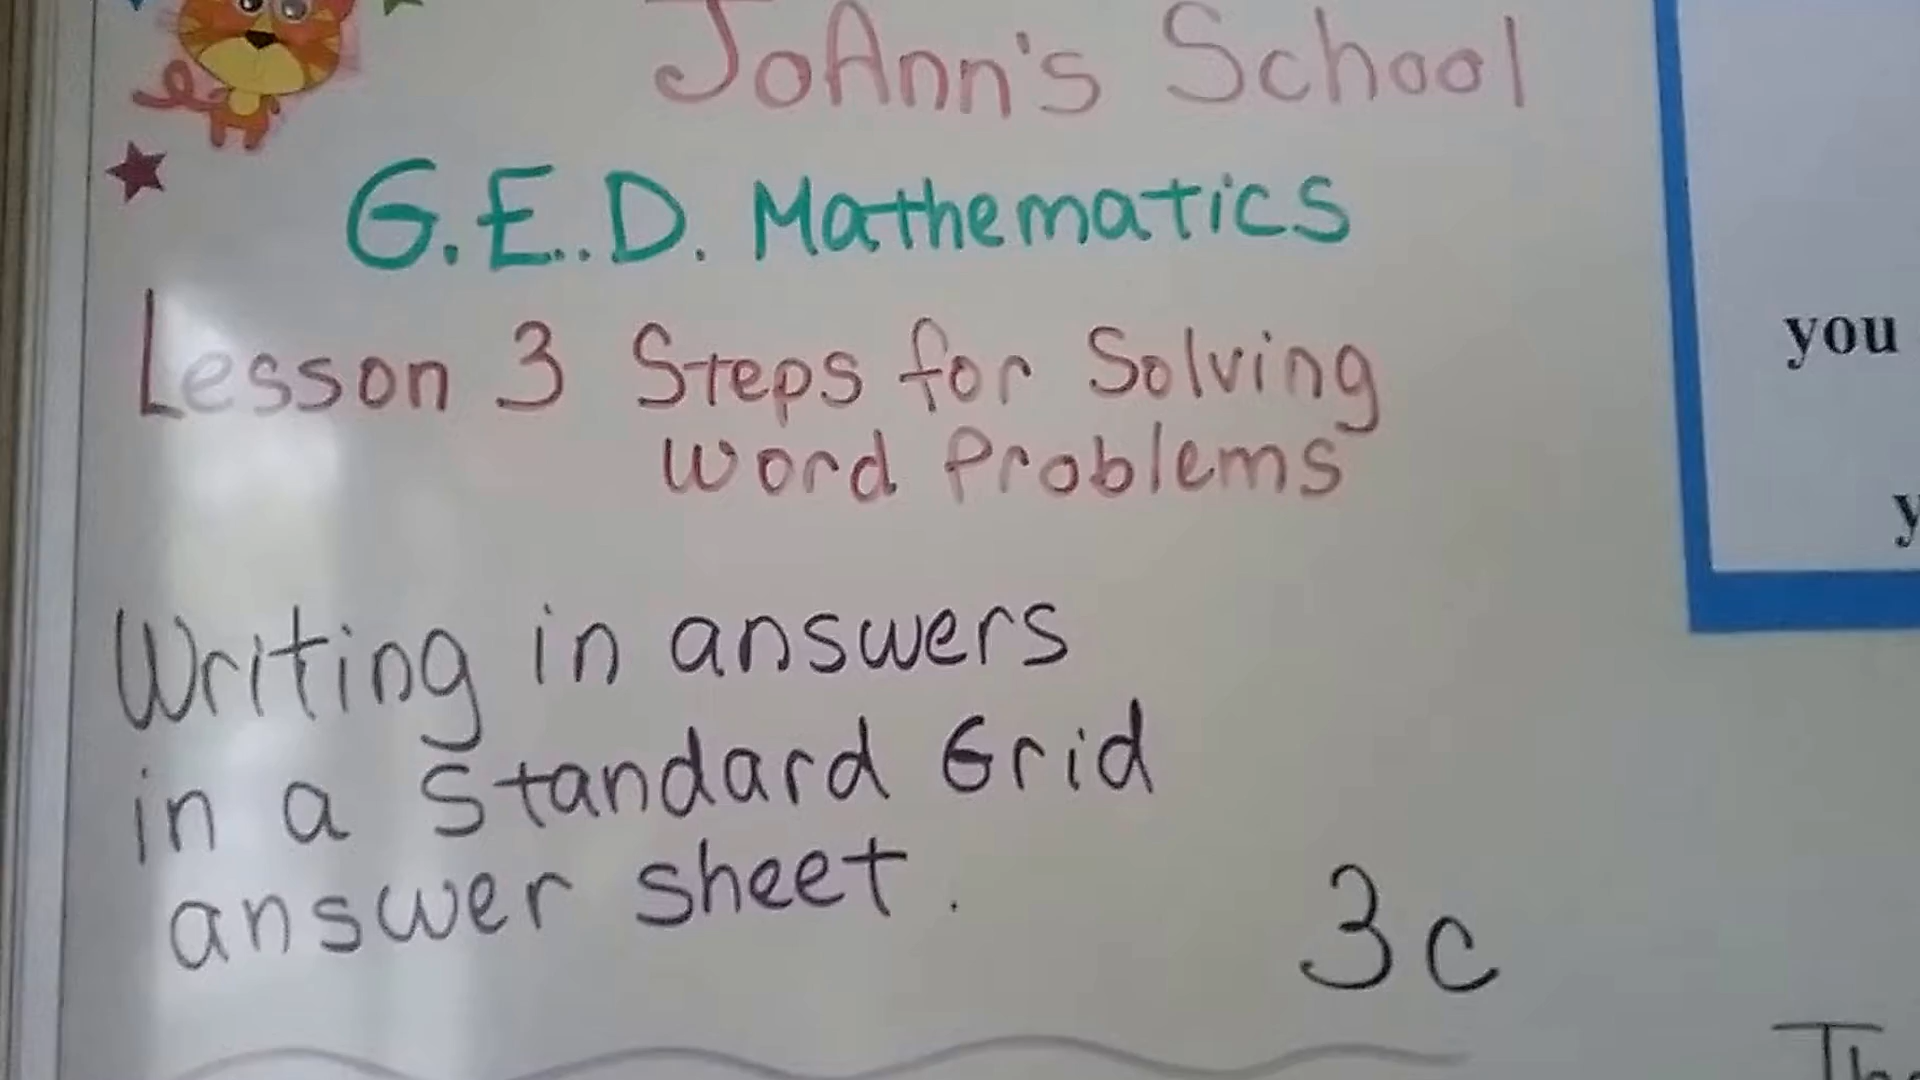 JoAnn's School
G.E.D. Mathematics
Lesson 3 Steps for Solving
Word Problems
Writing in answers
in a Standard Grid
answer sheet.
3c
you